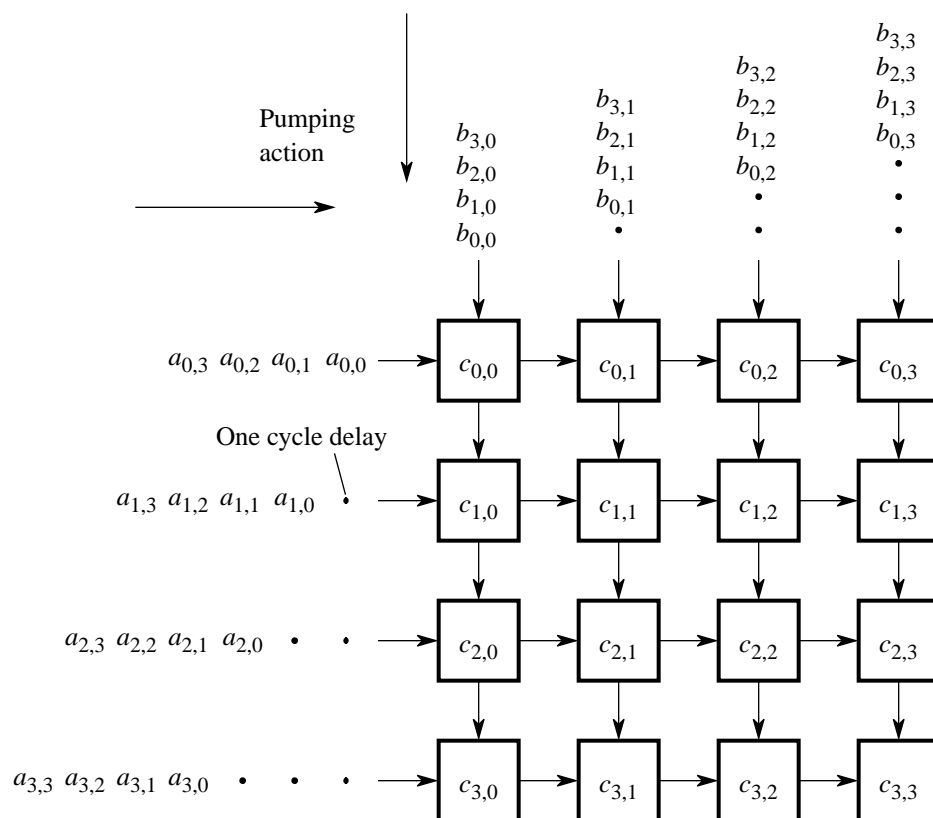 Pumping
action
b3,0
b2,0
b1,0
b0,0
b3,1
b2,1
b1,1
b0,1
b3,2
b2,2
b1,2
b0,2
b3,3
b2,3
b1,3
b0,3
a0,3 a0,2 a0,1 a0,0
c0,0 c0,1 c0,2 c0,3
One cycle delay
a1,3 a1,2 a1,1 a1,0
c1,0 c1,1 c1,2 c1,3
a2,3 a2,2 a2,1 a2,0
c2,0 c2,1 c2,2 c2,3
a3,3 a3,2 a3,1 a3,0
c3,0 c3,1 c3,2 c3,3